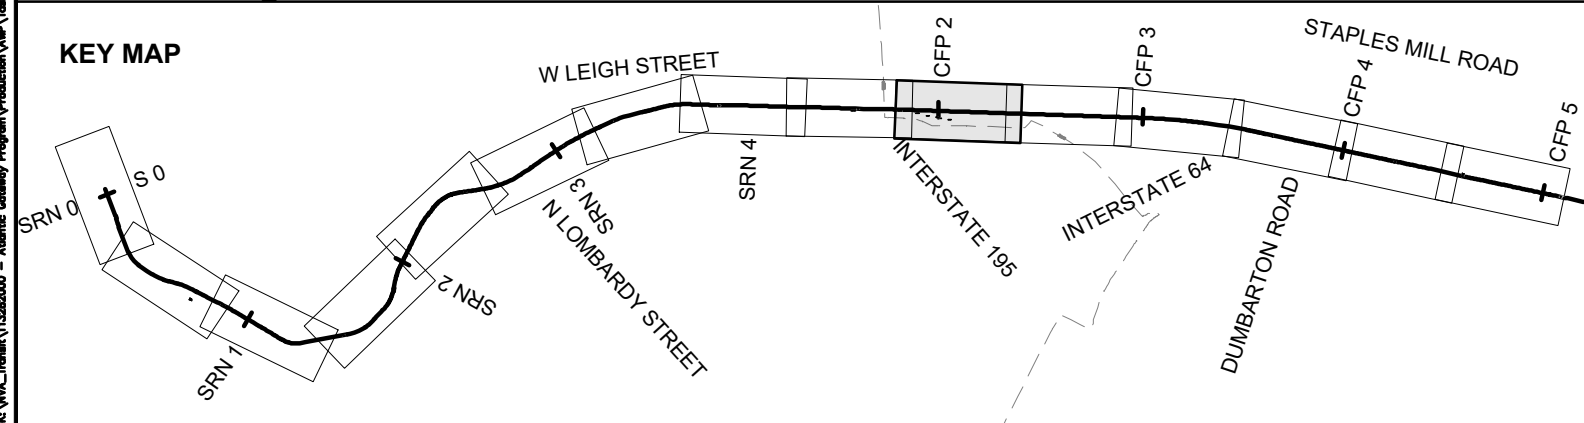 KEY MAP
W LEIGH STREET
CFP 2
CFP 3
STAPLES MILL ROAD
CFP 4
CFP 5
S 0
SRN 0
SRN 1
SRN 2
SRN 3
N LOMBARDY STREET
SRN 4
INTERSTATE 195
INTERSTATE 64
DUMBARTON ROAD